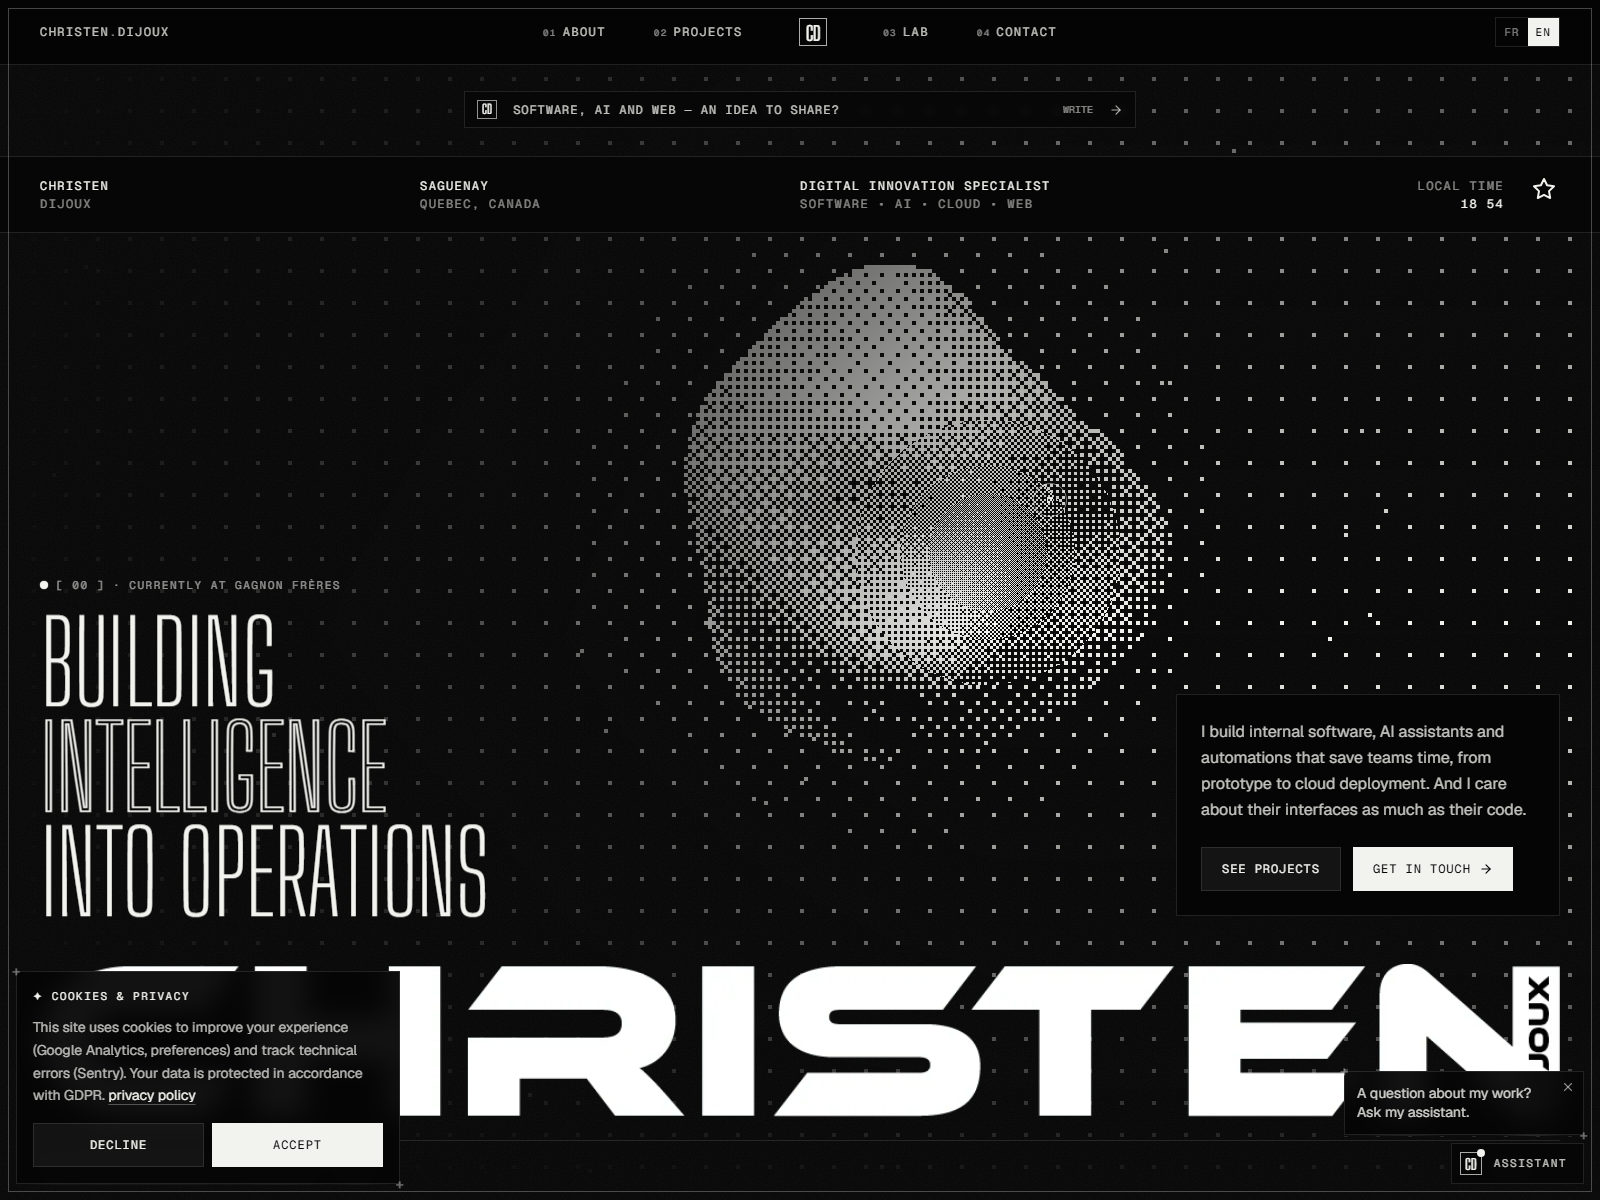 CHRISTEN.DIJOUX
01 ABOUT
02 PROJECTS
CD
03 LAB
04 CONTACT
FR EN
CD SOFTWARE, AI AND WEB — AN IDEA TO SHARE? WRITE →
CHRISTEN
DIJOUX
SAGUENAY
QUEBEC, CANADA
DIGITAL INNOVATION SPECIALIST
SOFTWARE • AI • CLOUD • WEB
LOCAL TIME
18 54
[ 00 ] · CURRENTLY AT GAGNON FRÈRES
BUILDING
INTELLIGENCE
INTO OPERATIONS
I build internal software, AI assistants and
automations that save teams time, from
prototype to cloud deployment. And I care
about their interfaces as much as their code.
SEE PROJECTS
GET IN TOUCH →
CHRISTEN
JOUX
✦ COOKIES & PRIVACY
This site uses cookies to improve your experience
(Google Analytics, preferences) and track technical
errors (Sentry). Your data is protected in accordance
with GDPR. privacy policy
DECLINE
ACCEPT
A question about my work?
Ask my assistant.
CD ASSISTANT